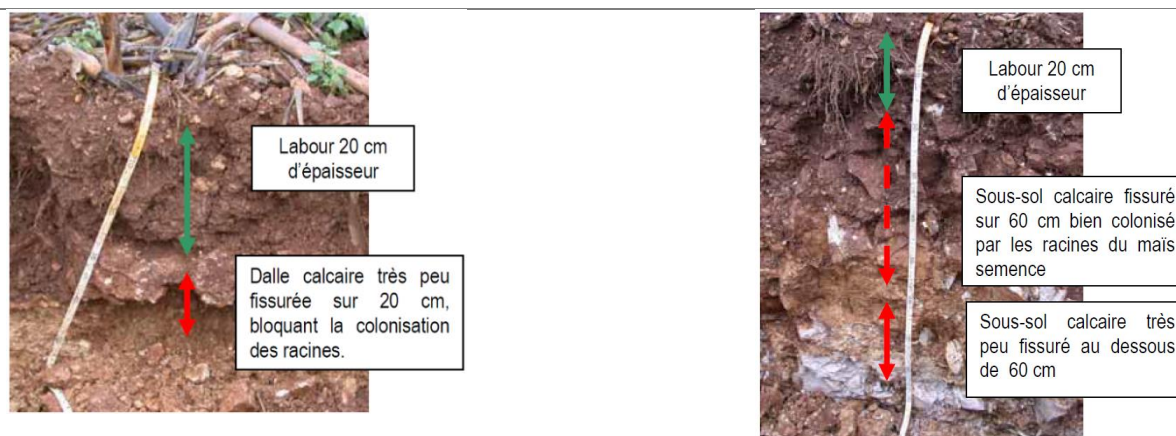 Labour 20 cm
d'épaisseur
Dalle calcaire très peu
fissurée sur 20 cm,
bloquant la colonisation
des racines.
Labour 20 cm
d'épaisseur
Sous-sol calcaire fissuré
sur 60 cm bien colonisé
par les racines du maïs
semence
Sous-sol calcaire très
peu fissuré au dessous
de 60 cm